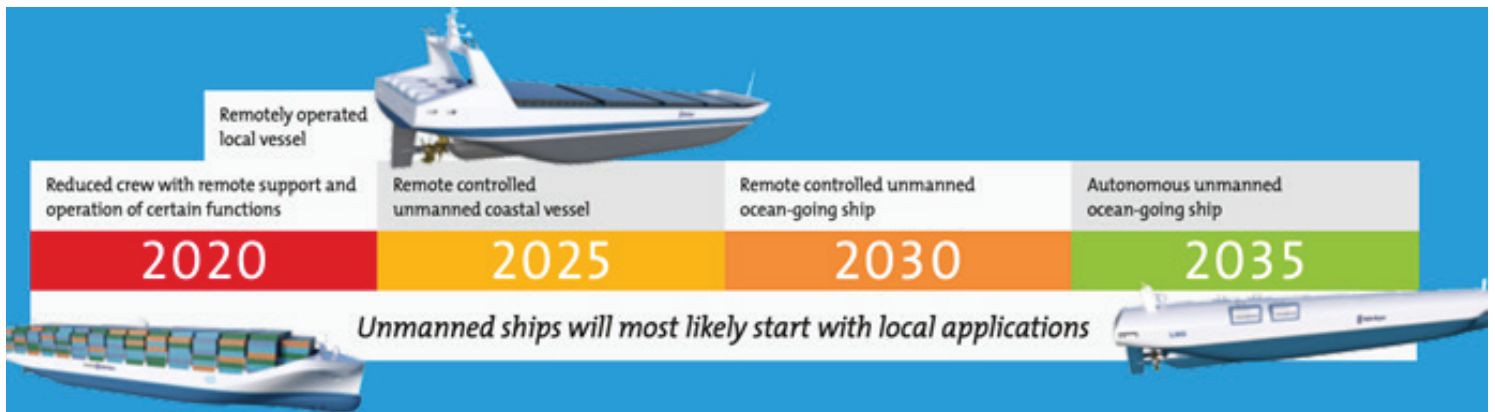 Remotely operated
local vessel
Reduced crew with remote support and
operation of certain functions
Remote controlled
unmanned coastal vessel
Remote controlled unmanned
ocean-going ship
Autonomous unmanned
ocean-going ship
2020
2025
2030
2035
Unmanned ships will most likely start with local applications